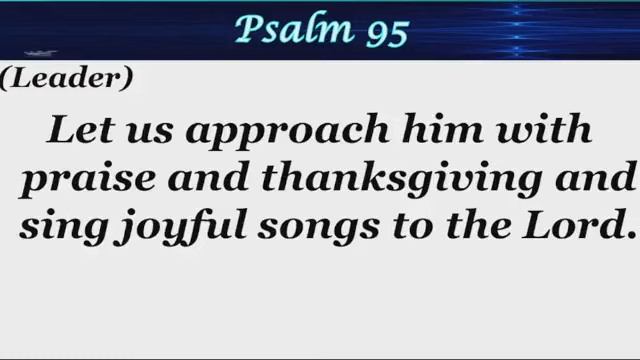 Psalm 95
(Leader)
Let us approach him with
praise and thanksgiving and
sing joyful songs to the Lord.